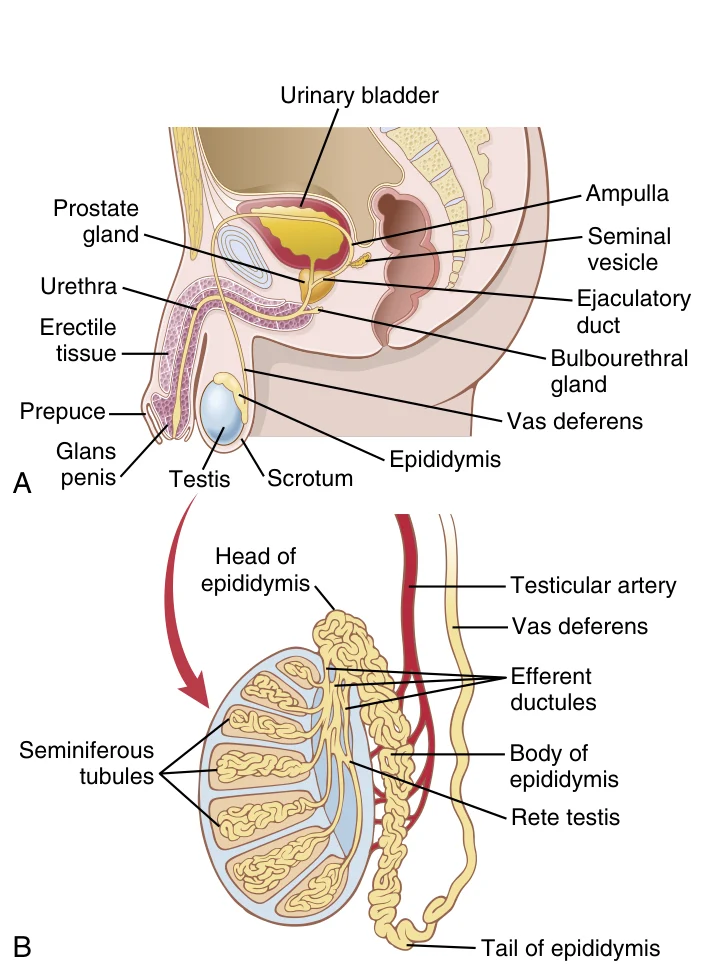 Urinary bladder
Prostate
gland
Ampulla
Seminal
vesicle
Urethra
Ejaculatory
duct
Erectile
tissue
Bulbourethral
gland
Prepuce
Vas deferens
Glans
penis
Epididymis
Testis
Scrotum
A
Head of
epididymis
Testicular artery
Vas deferens
Efferent
ductules
Seminiferous
tubules
Body of
epididymis
Rete testis
B
Tail of epididymis